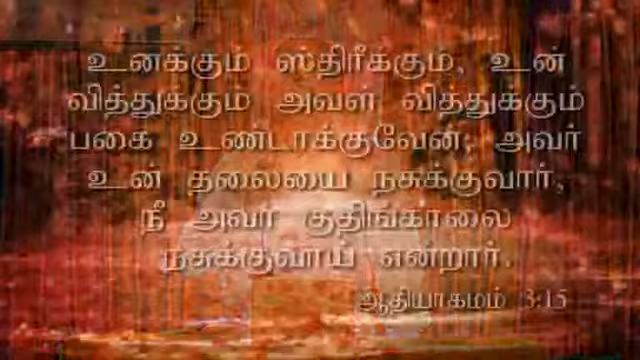 உனக்கும் ஸ்திரீக்கும், உன்
வித்துக்கும் அவள் வித்துக்கும்
பகை உண்டாக்குவேன்; அவர்
உன் தலையை நசுக்குவார்,
நீ அவர் குதிங்காலை
நசுக்குவாய் என்றார்.
ஆதியாகமம் 3:15